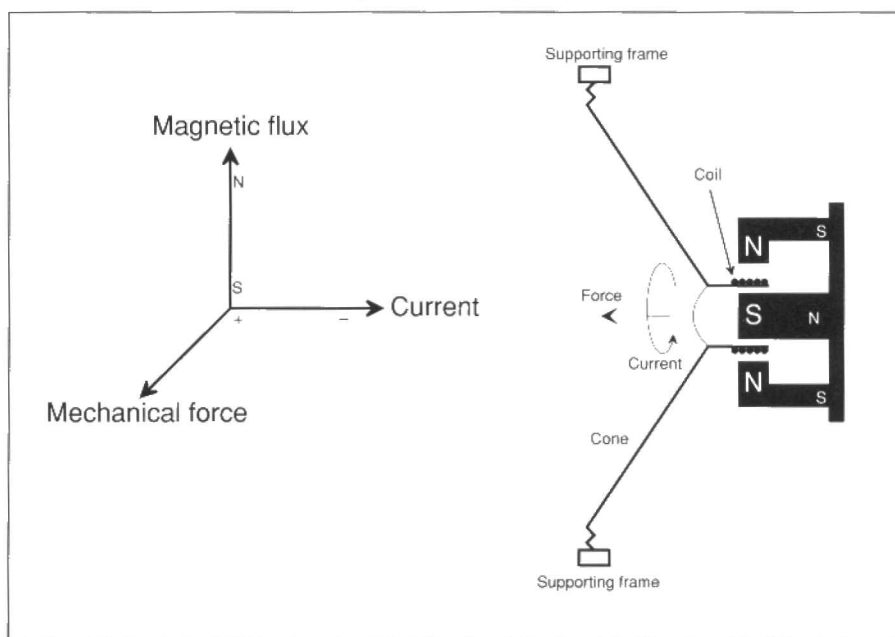 Magnetic flux
N
S
+
−
Current
Mechanical force
Supporting frame
Coil
N
S
Force
S
N
Current
N
S
Cone
Supporting frame